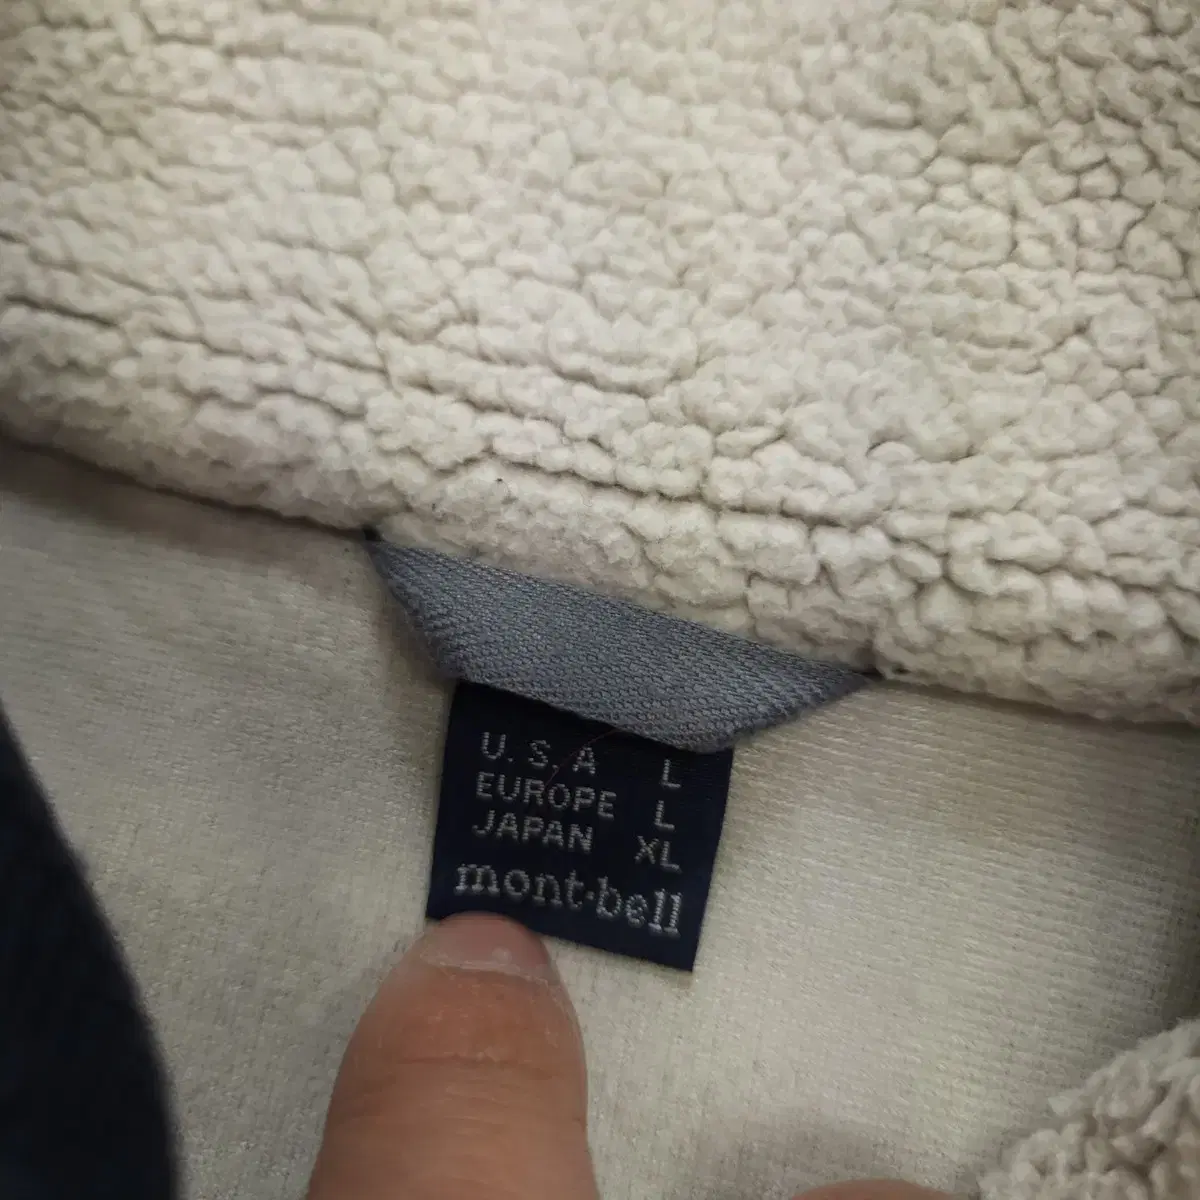 U.S.A L
EUROPE L
JAPAN XL
mont·bell